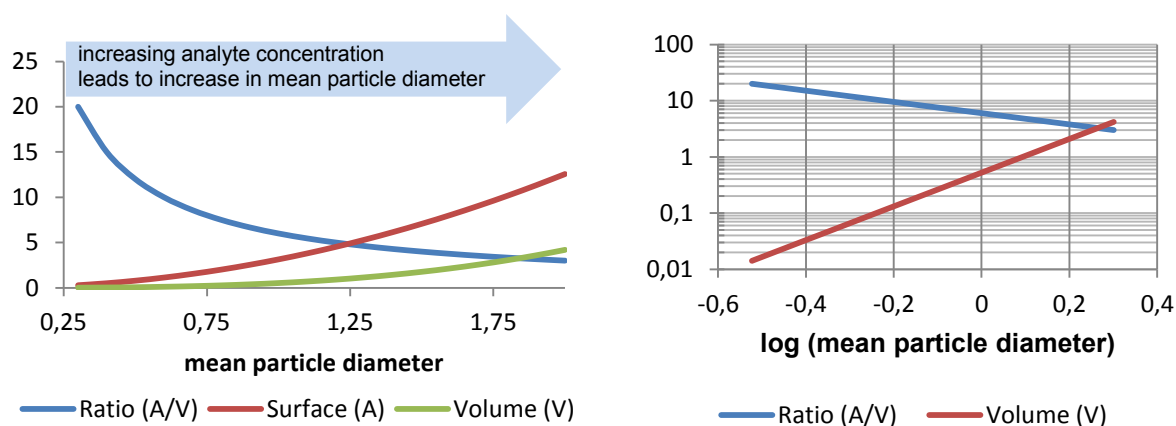 increasing analyte concentration
leads to increase in mean particle diameter
25
20
15
10
5
0
0,25 0,75 1,25 1,75
mean particle diameter
Ratio (A/V) Surface (A) Volume (V)
100
10
1
0,1
0,01
-0,6 -0,4 -0,2 0 0,2 0,4
log (mean particle diameter)
Ratio (A/V) Volume (V)